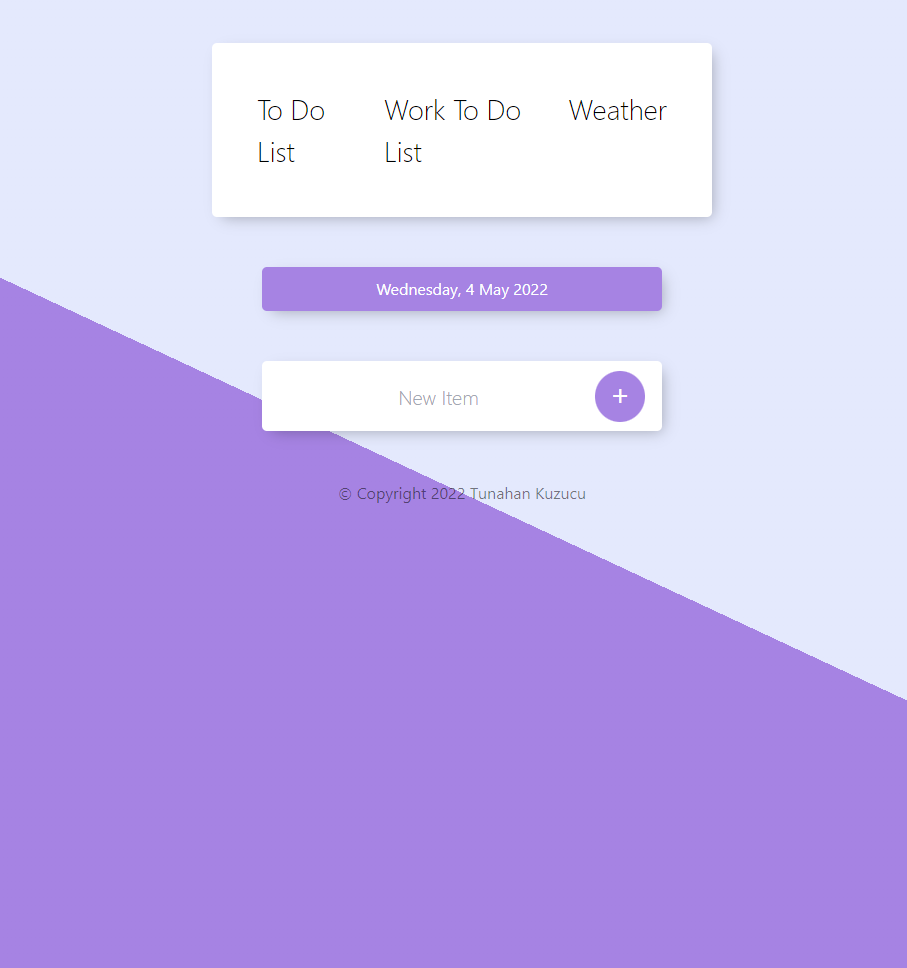 To Do
List
Work To Do
List
Weather
Wednesday, 4 May 2022
New Item
+
© Copyright 2022 Tunahan Kuzucu